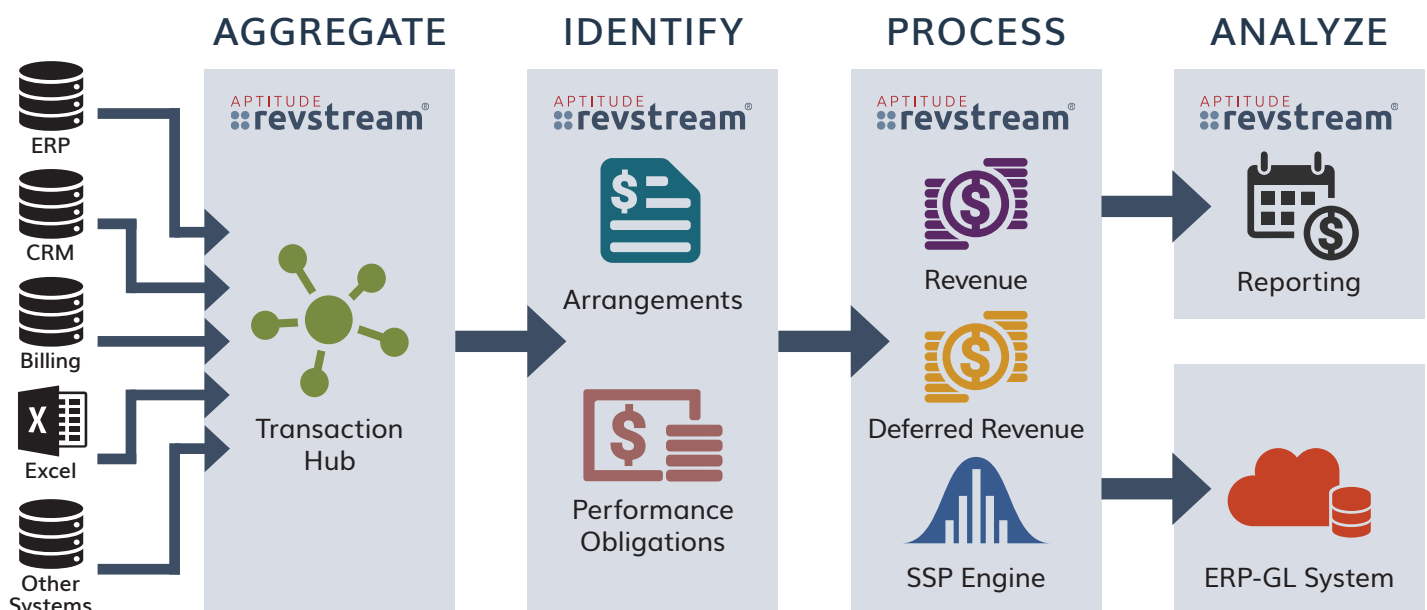 AGGREGATE
IDENTIFY
PROCESS
ANALYZE
ERP
CRM
Billing
X
Excel
Other
Systems
APTITUDE
revstream®
Transaction
Hub
APTITUDE
revstream®
$
Arrangements
$
Performance
Obligations
APTITUDE
revstream®
$
Revenue
$
Deferred Revenue
SSP Engine
APTITUDE
revstream®
$
Reporting
ERP-GL System